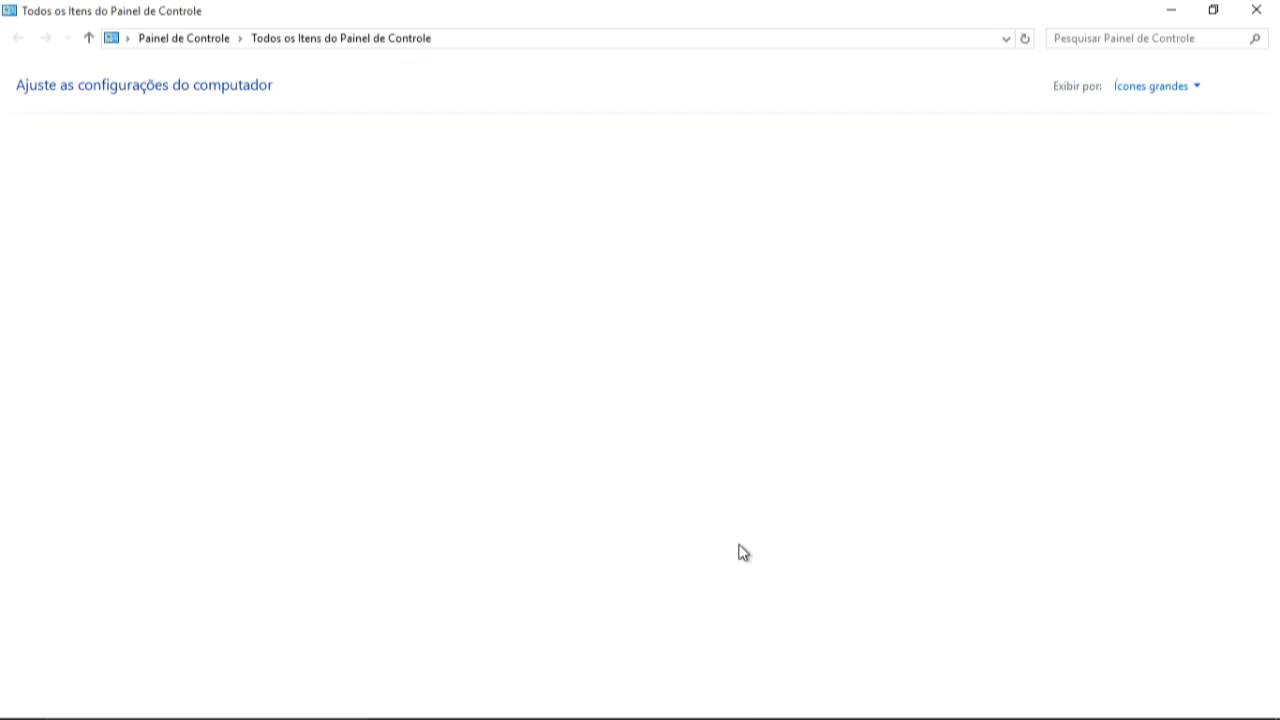 Todos os Itens do Painel de Controle
Painel de Controle › Todos os Itens do Painel de Controle
Pesquisar Painel de Controle
Ajuste as configurações do computador
Exibir por: Ícones grandes